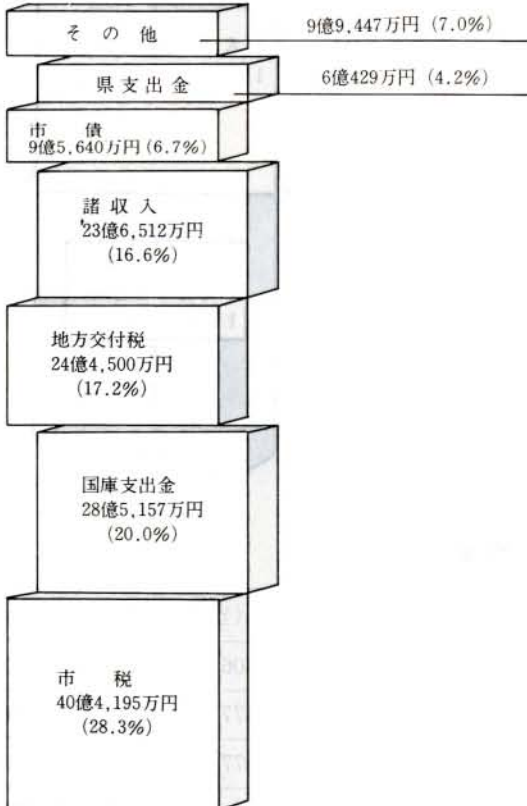 その他
9億9,447万円 (7.0%)
県支出金
6億429万円 (4.2%)
市債
9億5,640万円 (6.7%)
諸収入
23億6,512万円
(16.6%)
地方交付税
24億4,500万円
(17.2%)
国庫支出金
28億5,157万円
(20.0%)
市税
40億4,195万円
(28.3%)